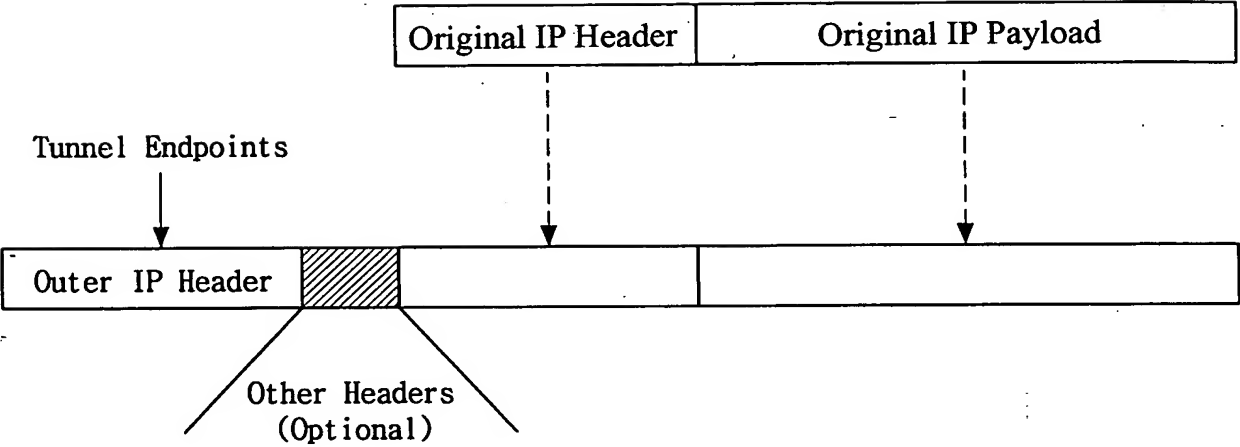 Original IP Header
Original IP Payload
Tunnel Endpoints
Outer IP Header
Other Headers
(Optional)